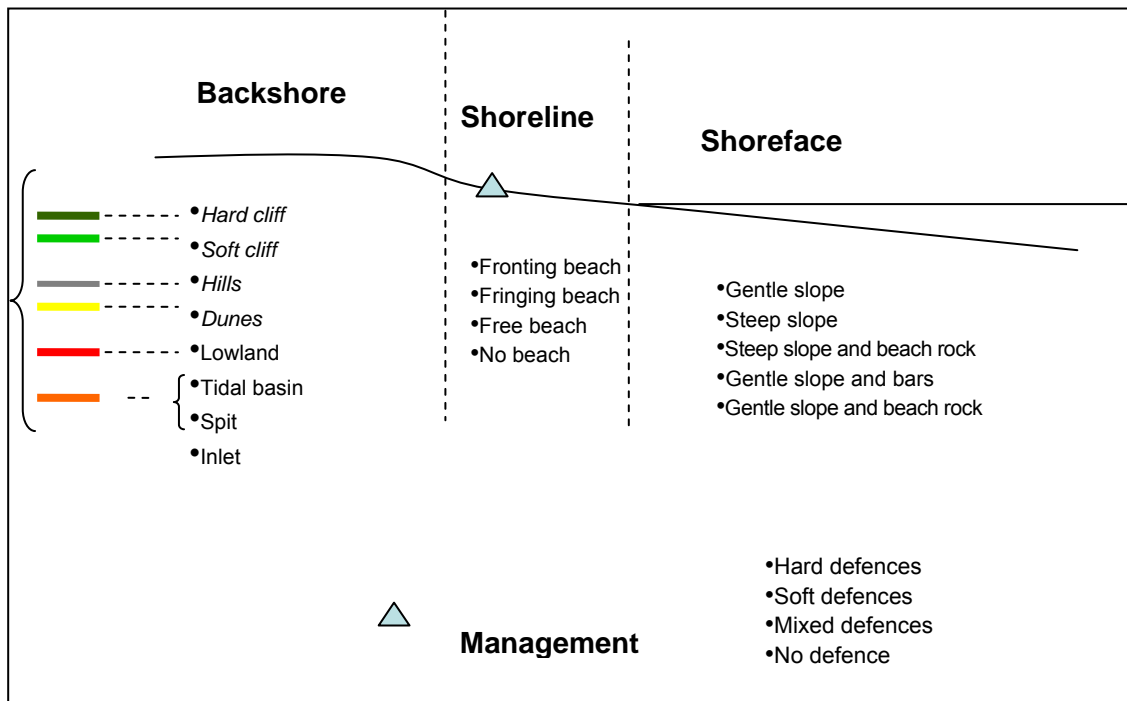 Backshore
•Hard cliff
•Soft cliff
•Hills
•Dunes
•Lowland
•Tidal basin
•Spit
•Inlet
Shoreline
•Fronting beach
•Fringing beach
•Free beach
•No beach
Shoreface
•Gentle slope
•Steep slope
•Steep slope and beach rock
•Gentle slope and bars
•Gentle slope and beach rock
Management
•Hard defences
•Soft defences
•Mixed defences
•No defence